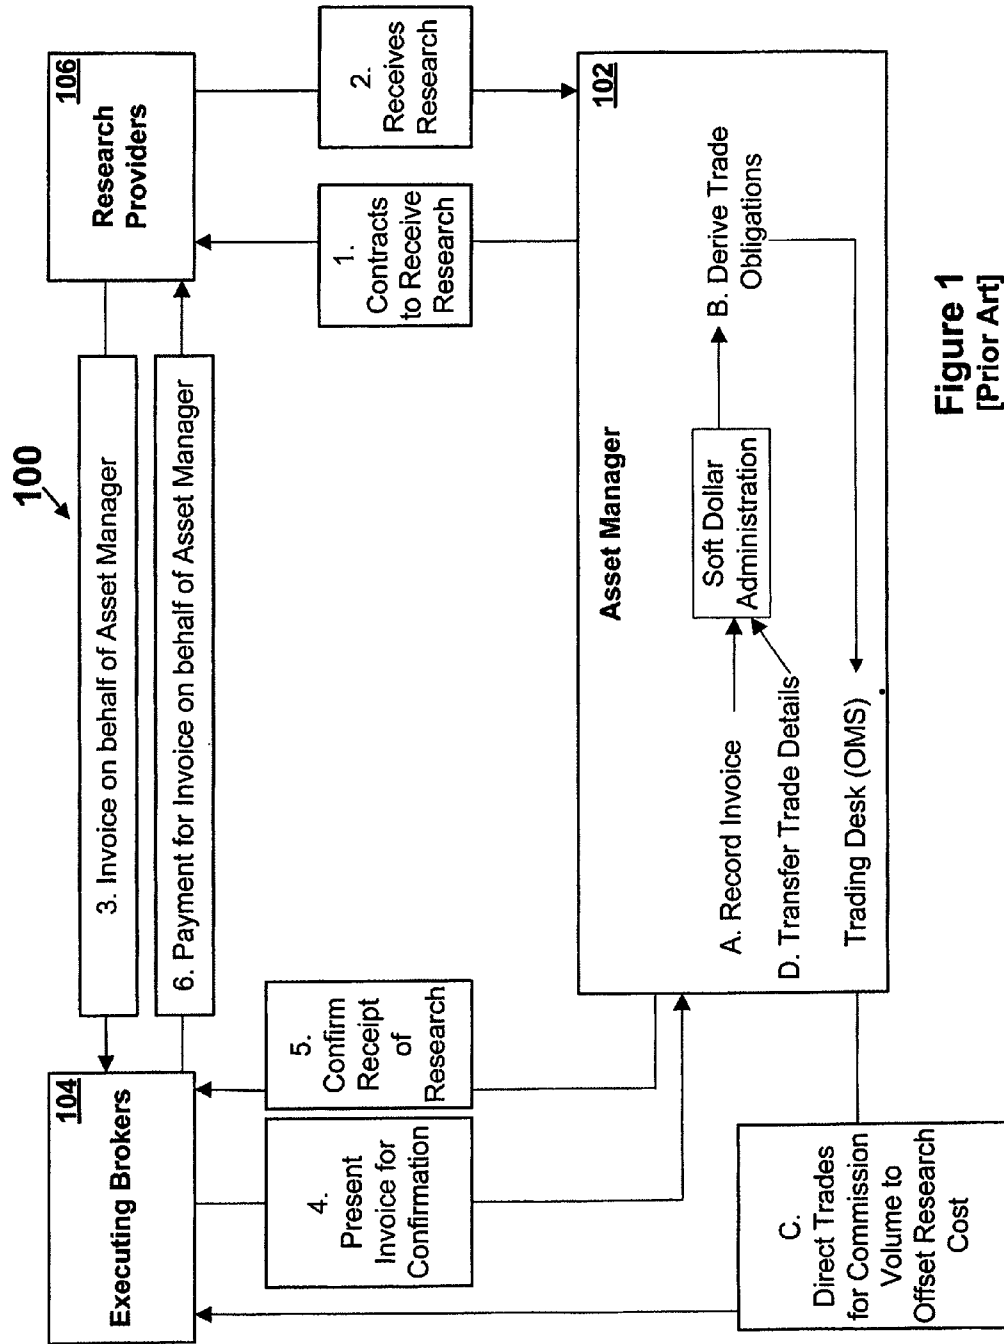 100
104
Executing Brokers
3. Invoice on behalf of Asset Manager
6. Payment for Invoice on behalf of Asset Manager
106
Research
Providers
4.
Present
Invoice for
Confirmation
5.
Confirm
Receipt
of
Research
1.
Contracts
to Receive
Research
2.
Receives
Research
C.
Direct Trades
for Commission
Volume to
Offset Research
Cost
102
Asset Manager
A. Record Invoice
Soft Dollar
Administration
B. Derive Trade
Obligations
D. Transfer Trade Details
Trading Desk (OMS)
Figure 1
[Prior Art]